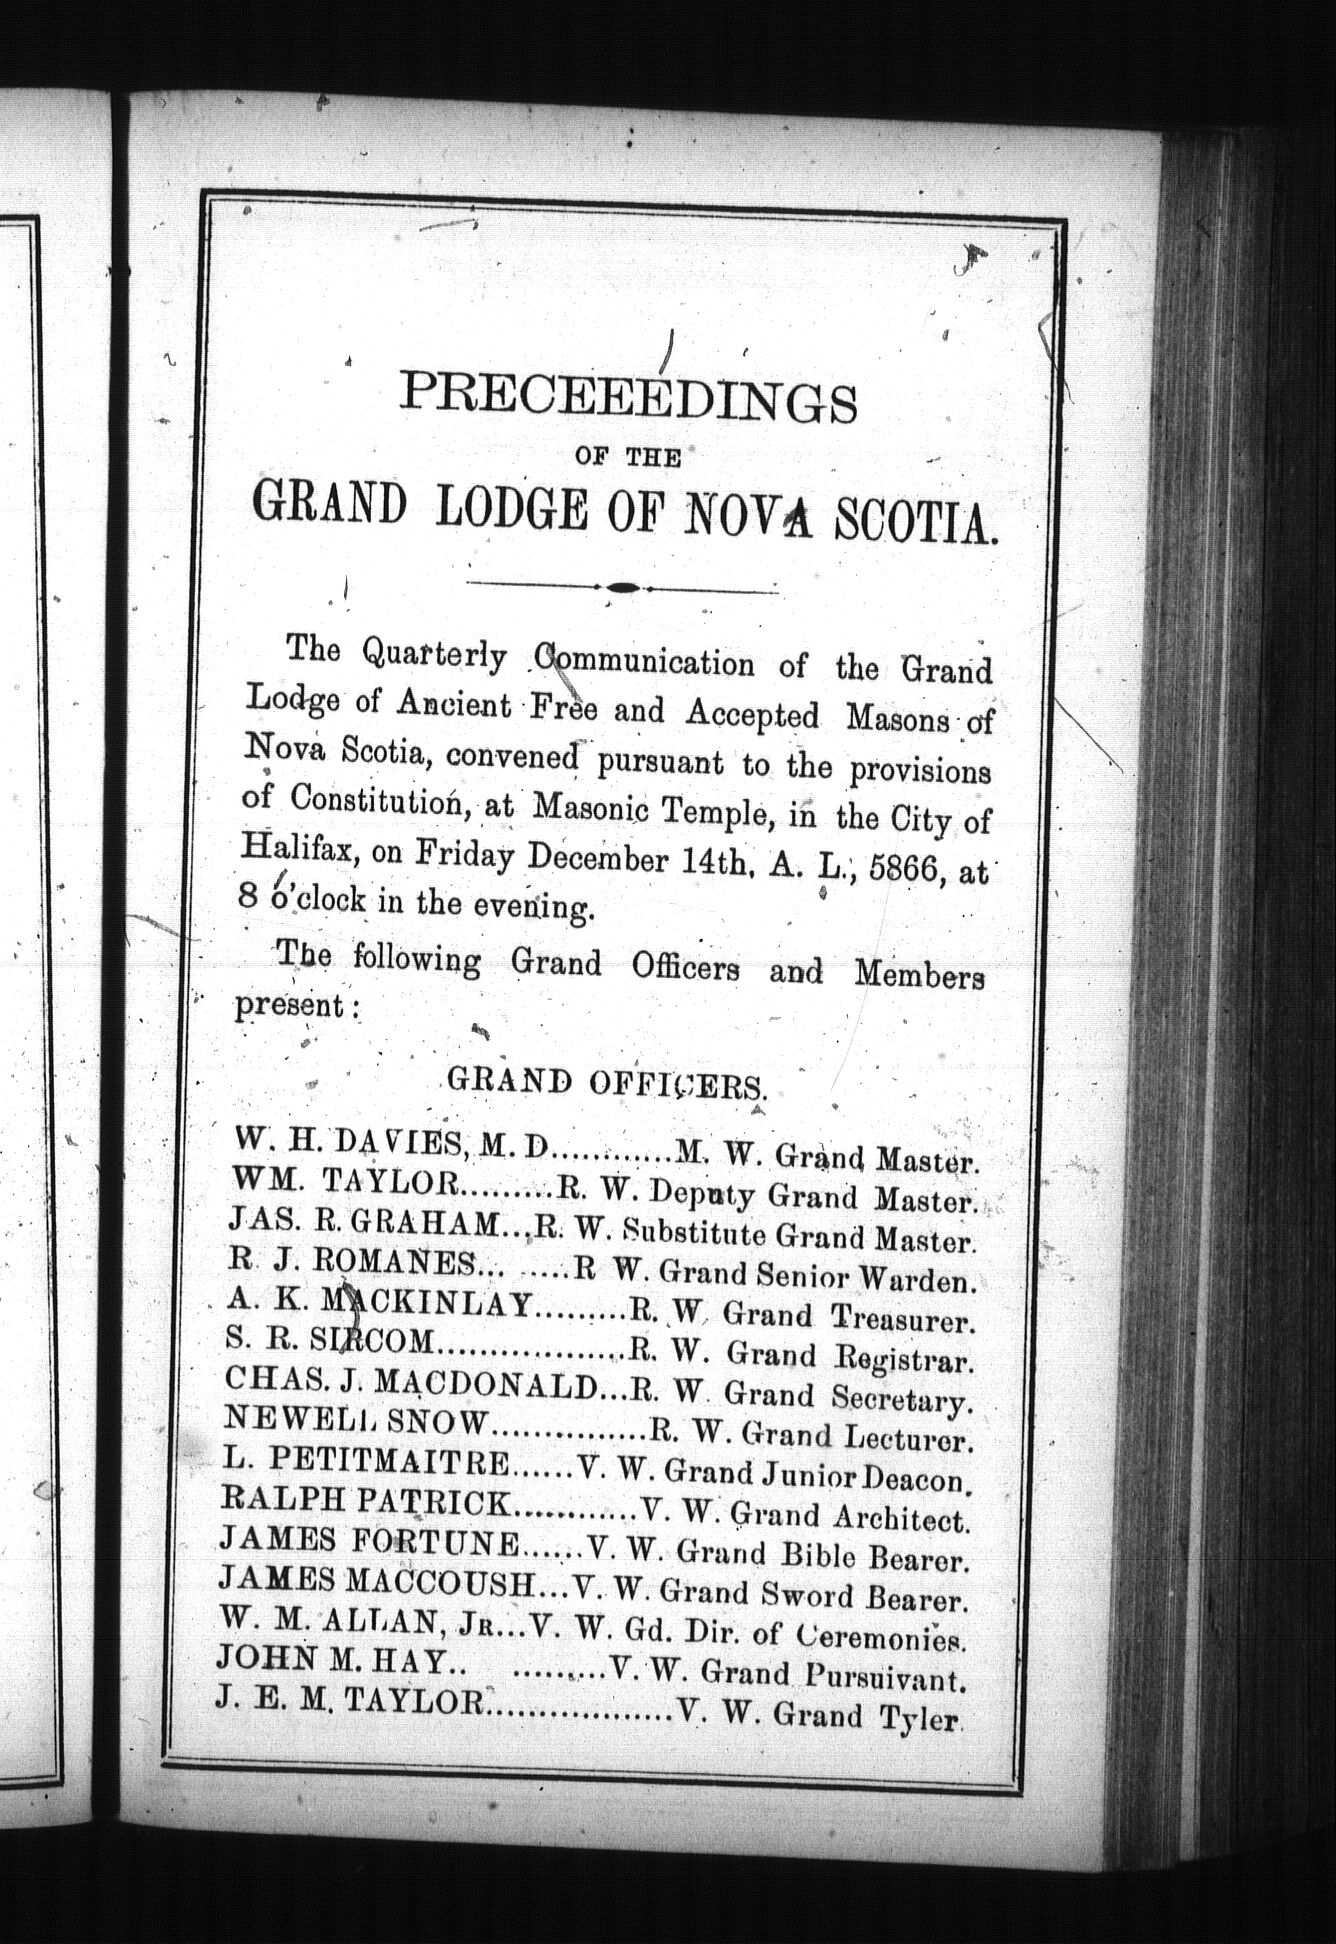 PRECEEEDINGS
OF THE
GRAND LODGE OF NOVA SCOTIA.
The Quarterly Communication of the Grand
Lodge of Ancient Free and Accepted Masons of
Nova Scotia, convened pursuant to the provisions
of Constitution, at Masonic Temple, in the City of
Halifax, on Friday December 14th, A. L., 5866, at
8 o'clock in the evening.
The following Grand Officers and Members
present:
GRAND OFFICERS.
W. H. DAVIES, M. D............M. W. Grand Master.
WM. TAYLOR.........R. W. Deputy Grand Master.
JAS. R. GRAHAM...R. W. Substitute Grand Master.
R. J. ROMANES... .....R W. Grand Senior Warden.
A. K. MACKINLAY.........R. W. Grand Treasurer.
S. R. SIRCOM..................R. W. Grand Registrar.
CHAS. J. MACDONALD...R. W. Grand Secretary.
NEWELL SNOW...............R. W. Grand Lecturer.
L. PETITMAITRE......V. W. Grand Junior Deacon.
RALPH PATRICK............V. W. Grand Architect.
JAMES FORTUNE......V. W. Grand Bible Bearer.
JAMES MACCOUSH...V. W. Grand Sword Bearer.
W. M. ALLAN, JR...V. W. Gd. Dir. of Ceremonies.
JOHN M. HAY.. .........V. W. Grand Pursuivant.
J. E. M. TAYLOR..................V. W. Grand Tyler.